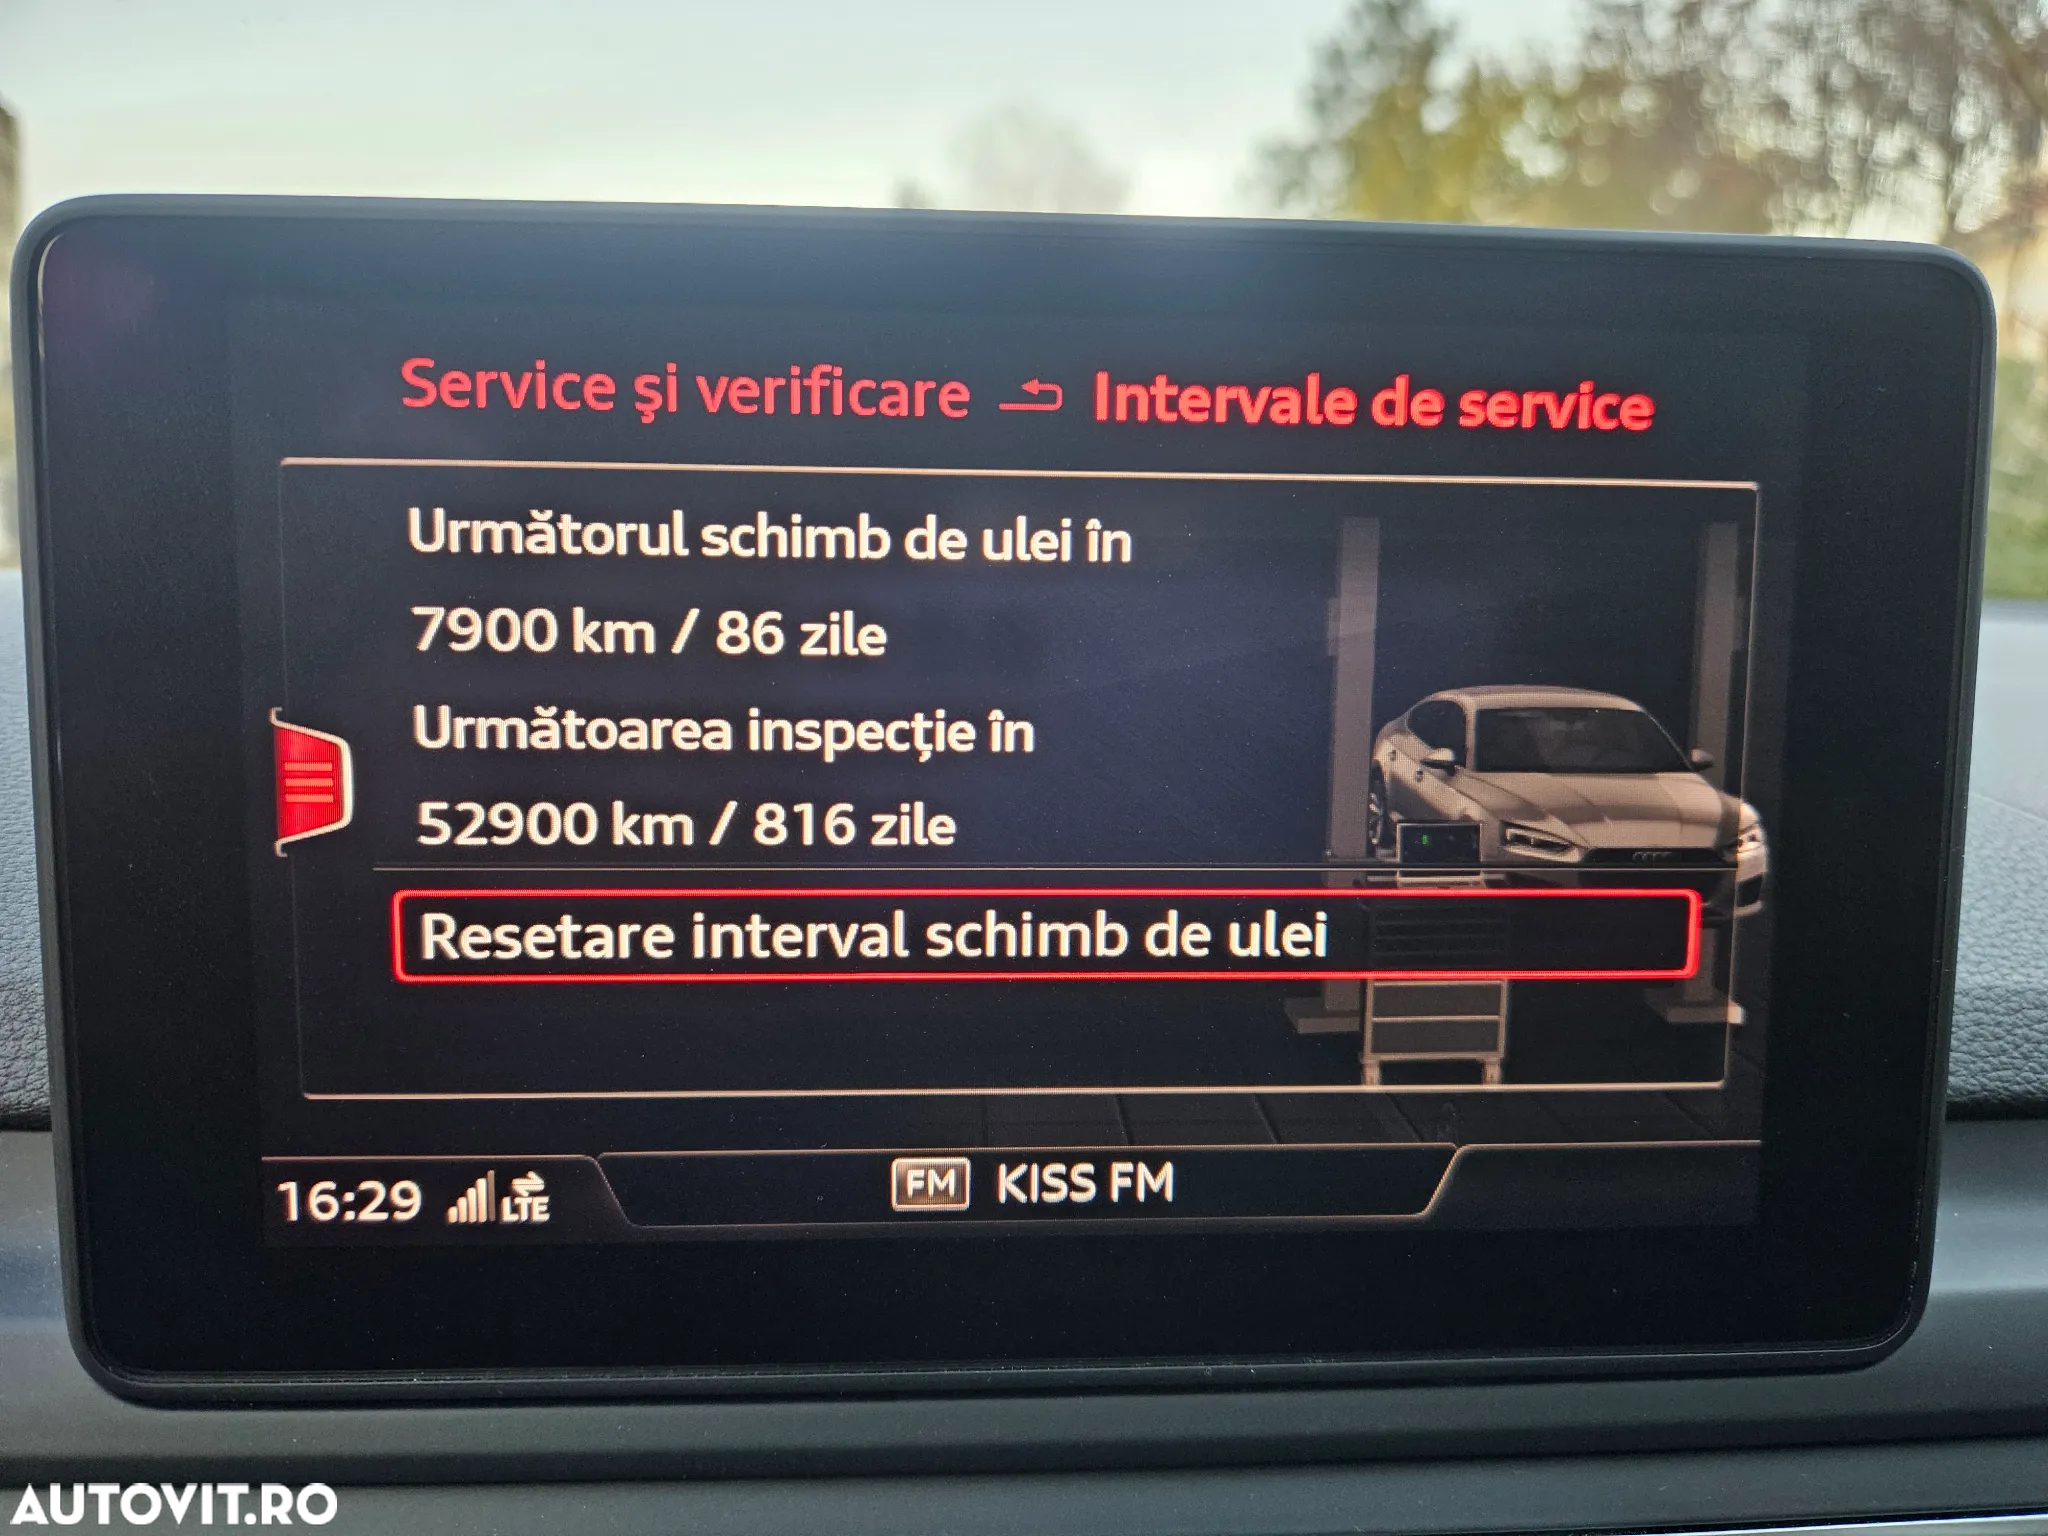 Service şi verificare Intervale de service
Următorul schimb de ulei în
7900 km / 86 zile
Următoarea inspecţie în
52900 km / 816 zile
Resetare interval schimb de ulei
16:29 LTE FM KISS FM
AUTOVIT.RO